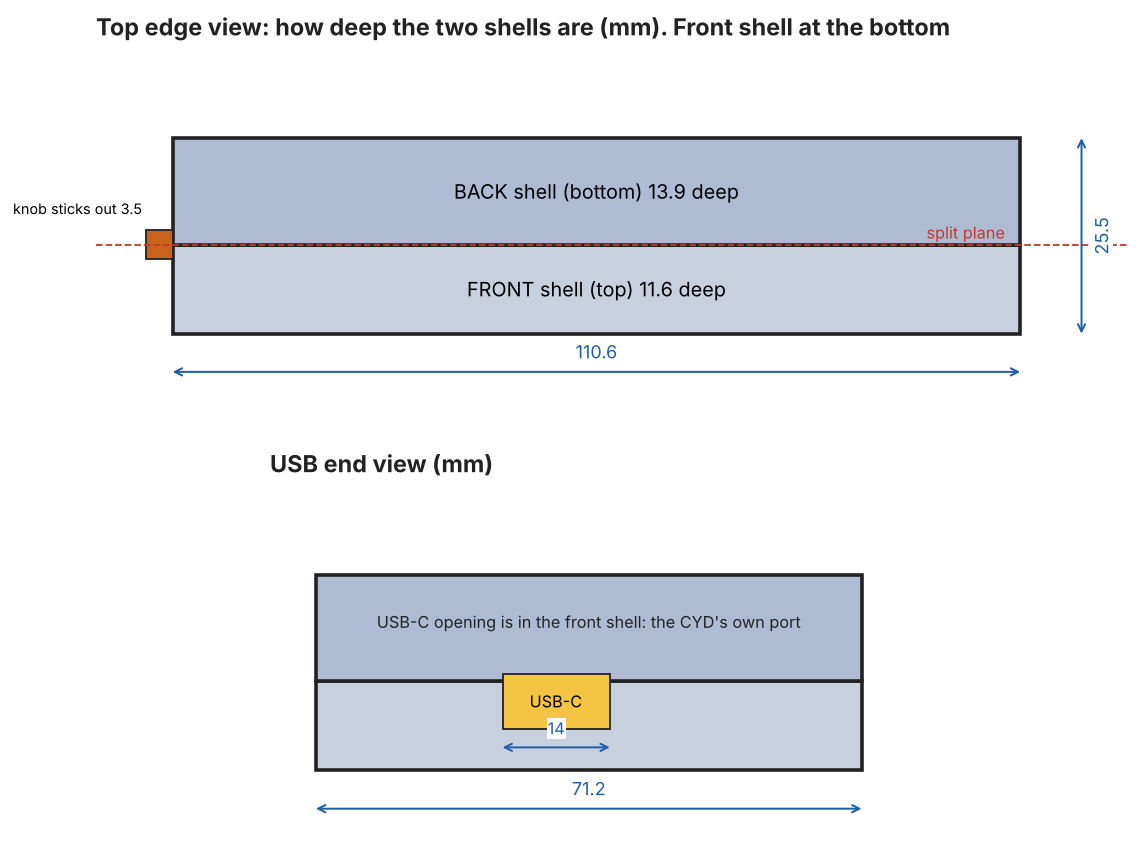 Top edge view: how deep the two shells are (mm). Front shell at the bottom
BACK shell (bottom) 13.9 deep
knob sticks out 3.5
split plane
25.5
FRONT shell (top) 11.6 deep
110.6
USB end view (mm)
USB-C opening is in the front shell: the CYD's own port
USB-C
14
71.2